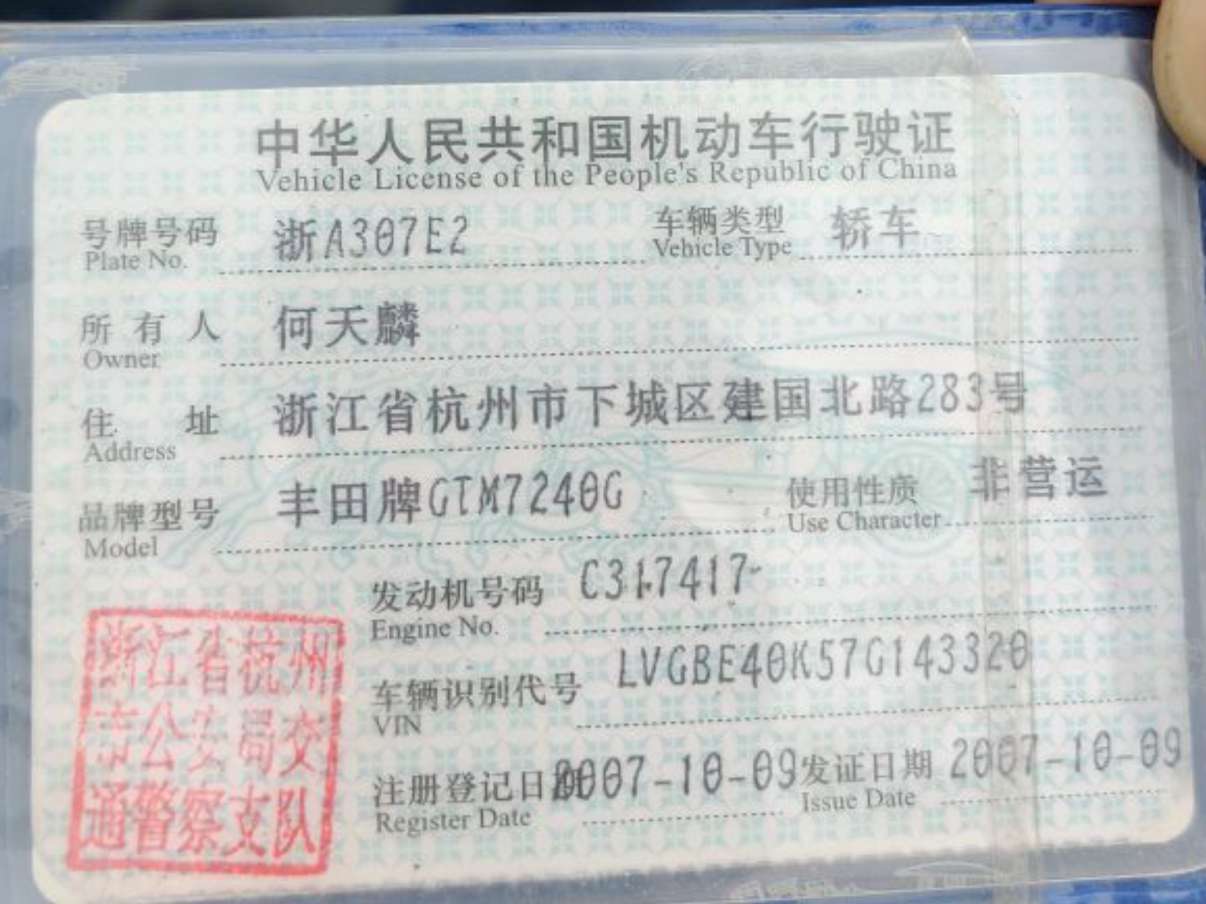 中华人民共和国机动车行驶证
Vehicle License of the People's Republic of China
号牌号码 浙A307E2 车辆类型 轿车
Plate No. Vehicle Type
所有人 何天麟
Owner
住址 浙江省杭州市下城区建国北路283号
Address
品牌型号 丰田牌GTM7240G 使用性质 非营运
Model Use Character
发动机号码 C317417
Engine No.
车辆识别代号 LVGBE40K57G143320
VIN
注册登记日期 2007-10-09 发证日期 2007-10-09
Register Date Issue Date
浙江省杭州
市公安局交
通警察支队